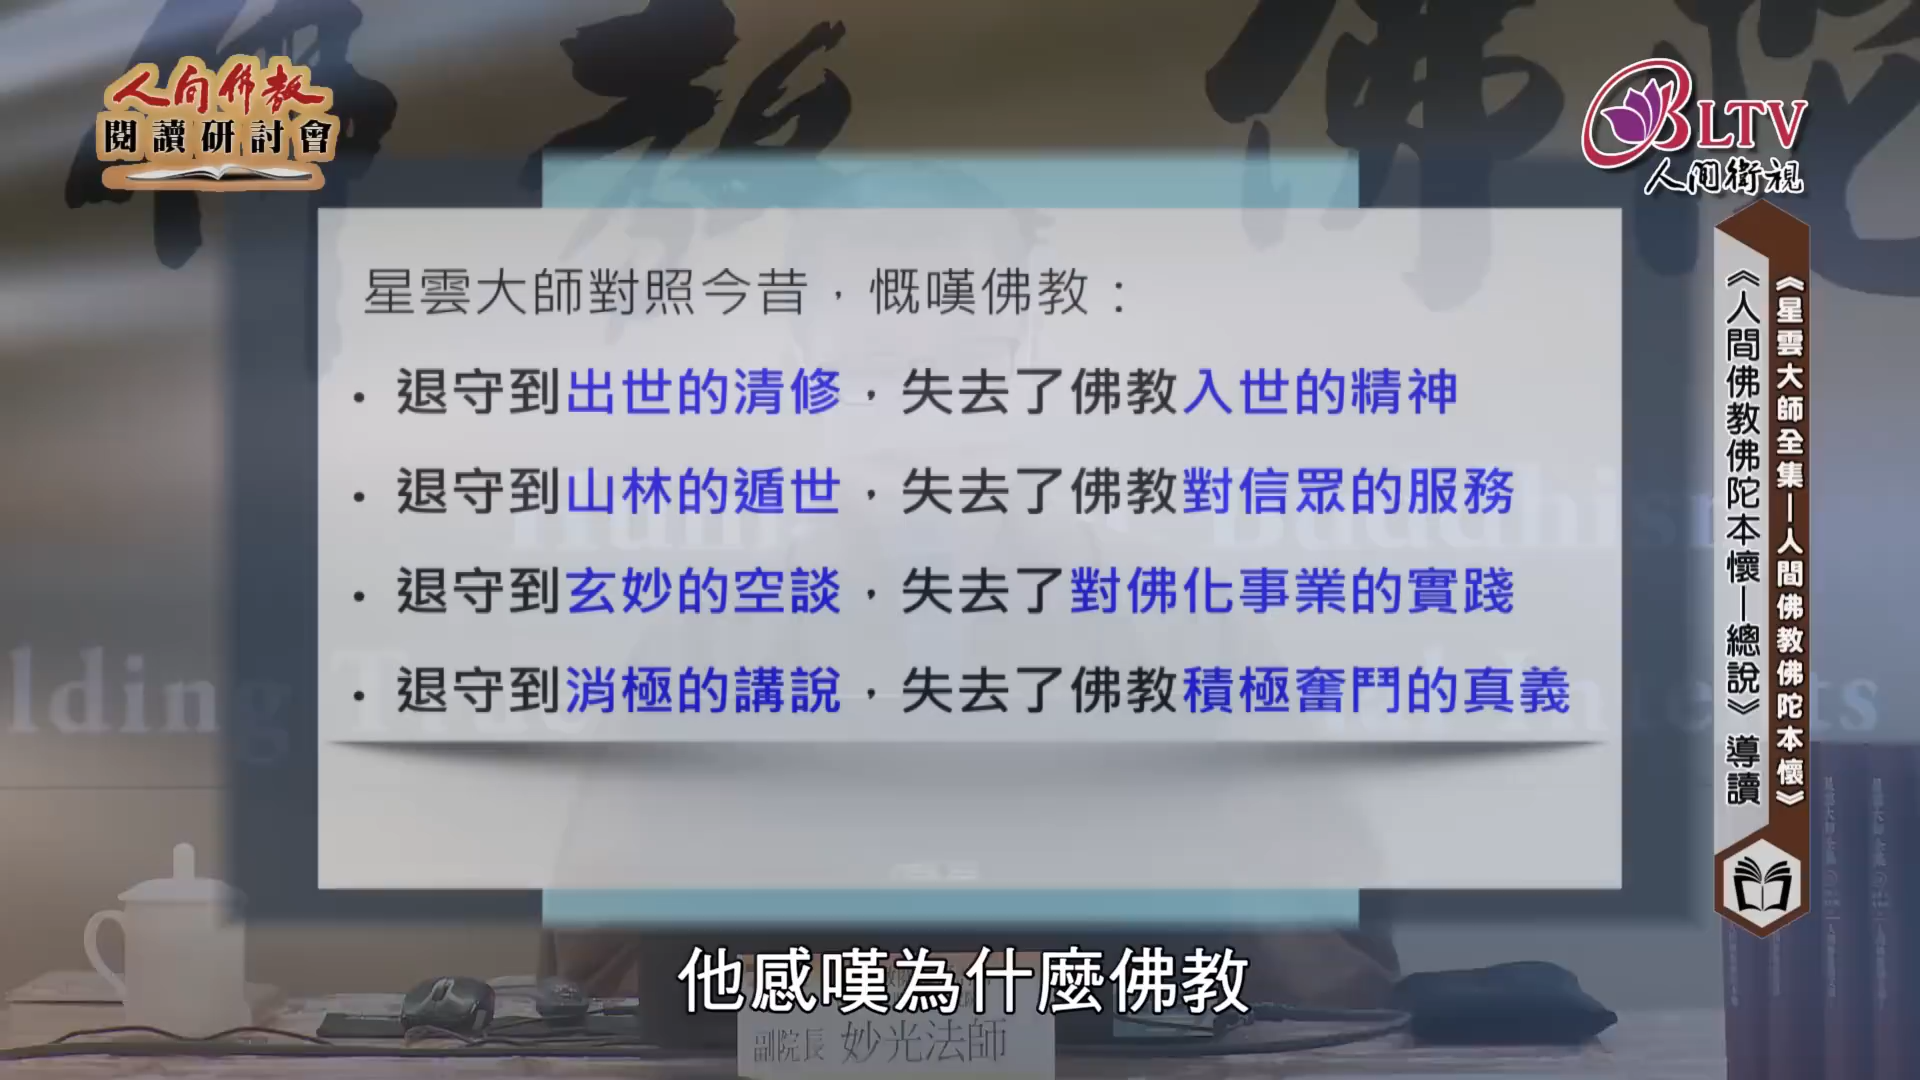 人間佛教
閱讀研討會
BLTV
人間衛視
星雲大師對照今昔，慨嘆佛教：
• 退守到出世的清修，失去了佛教入世的精神
• 退守到山林的遁世，失去了佛教對信眾的服務
• 退守到玄妙的空談，失去了對佛化事業的實踐
• 退守到消極的講說，失去了佛教積極奮鬥的真義
《星雲大師全集—人間佛教佛陀本懷》
《人間佛教佛陀本懷—總說》導讀
他感嘆為什麼佛教
副院長 妙光法師